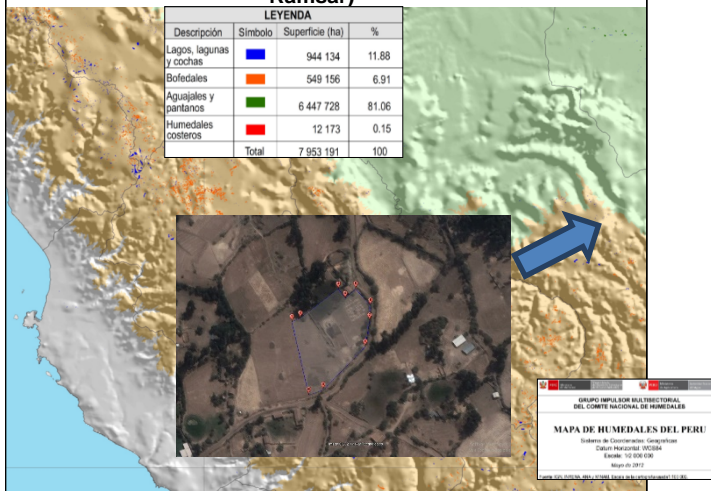 Ramsar)
LEYENDA
Descripción Símbolo Superficie (ha) %
Lagos, lagunas y cochas 944 134 11.88
Bofedales 549 156 6.91
Aguajales y pantanos 6 447 728 81.06
Humedales costeros 12 173 0.15
Total 7 953 191 100
GRUPO IMPULSOR MULTISECTORIAL
DEL COMITE NACIONAL DE HUMEDALES
MAPA DE HUMEDALES DEL PERU
Sistema de Coordenadas: Geograficas
Datum Horizontal: WGS84
Escala: 1/2 000 000
Mayo de 2012